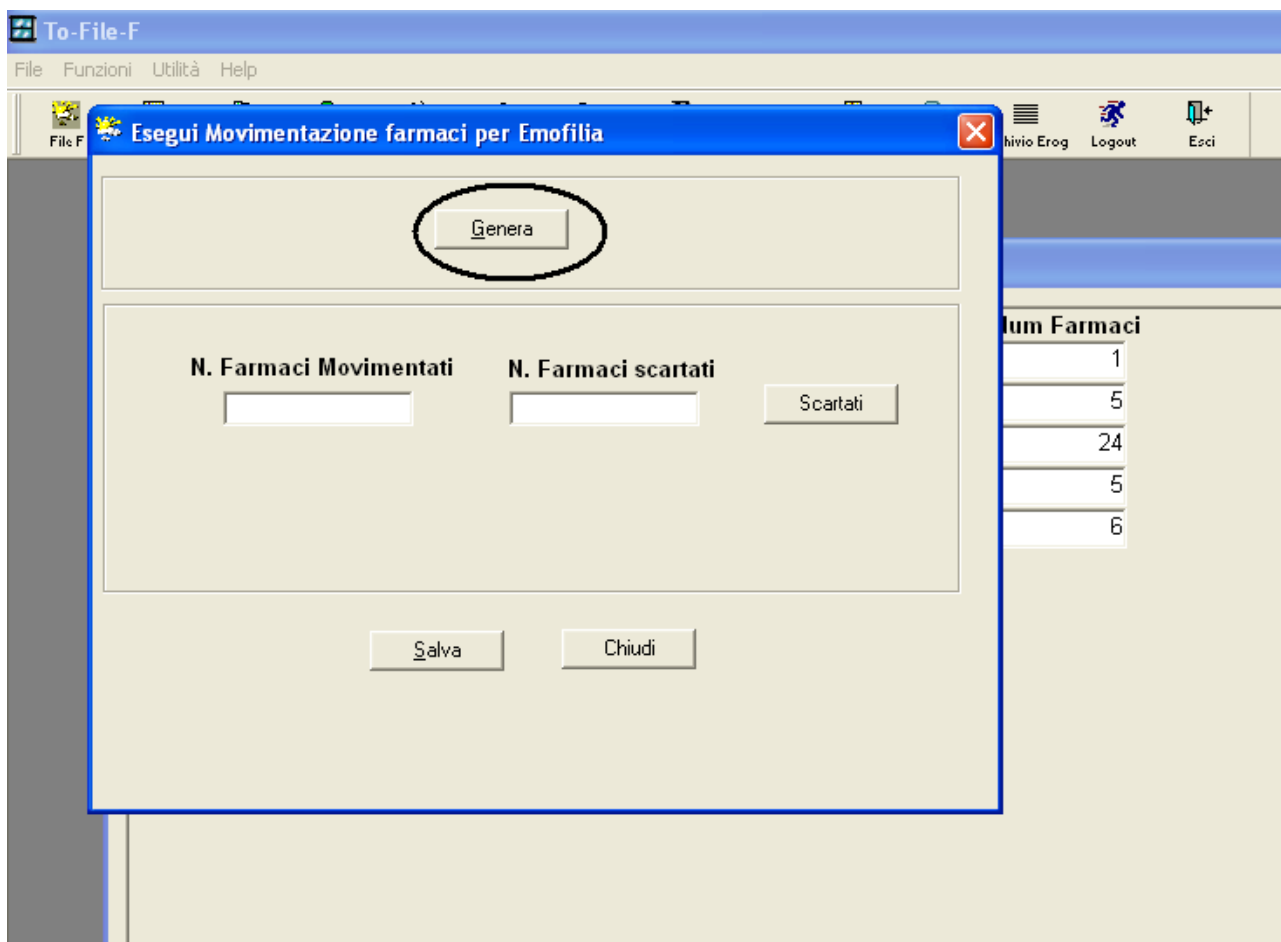 To-File-F
File Funzioni Utilità Help
File F
hivio Erog Logout Esci
Esegui Movimentazione farmaci per Emofilia
Genera
N. Farmaci Movimentati N. Farmaci scartati
Scartati
Salva Chiudi
um Farmaci
1
5
24
5
6